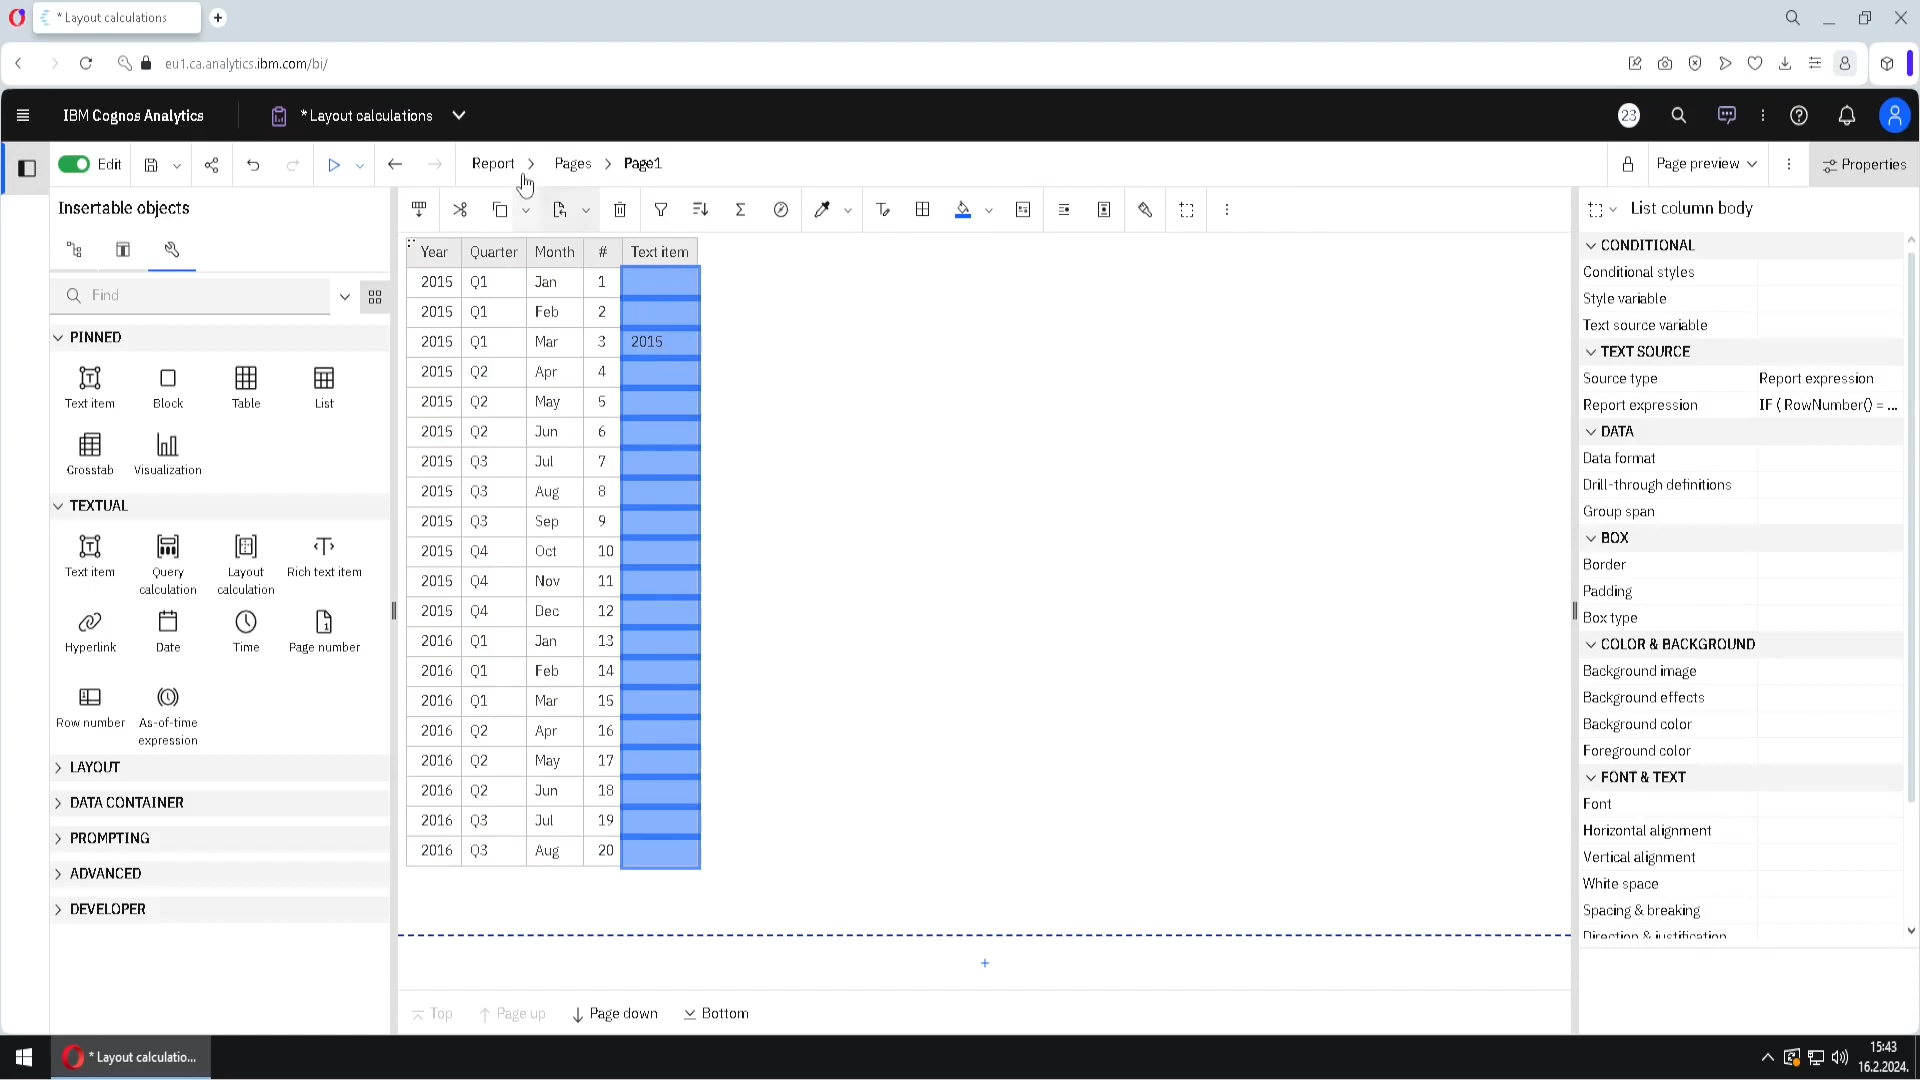 * Layout calculations
eu1.ca.analytics.ibm.com/bi/
IBM Cognos Analytics
* Layout calculations
23
Edit
Report
Pages
Page1
Page preview
Properties
Insertable objects
Find
PINNED
Text item
Block
Table
List
Crosstab
Visualization
TEXTUAL
Text item
Query calculation
Layout calculation
Rich text item
Hyperlink
Date
Time
Page number
Row number
As-of-time expression
LAYOUT
DATA CONTAINER
PROMPTING
ADVANCED
DEVELOPER
Year Quarter Month # Text item
2015 Q1 Jan 1
2015 Q1 Feb 2
2015 Q1 Mar 3 2015
2015 Q2 Apr 4
2015 Q2 May 5
2015 Q2 Jun 6
2015 Q3 Jul 7
2015 Q3 Aug 8
2015 Q3 Sep 9
2015 Q4 Oct 10
2015 Q4 Nov 11
2015 Q4 Dec 12
2016 Q1 Jan 13
2016 Q1 Feb 14
2016 Q1 Mar 15
2016 Q2 Apr 16
2016 Q2 May 17
2016 Q2 Jun 18
2016 Q3 Jul 19
2016 Q3 Aug 20
Top
Page up
Page down
Bottom
List column body
CONDITIONAL
Conditional styles
Style variable
Text source variable
TEXT SOURCE
Source type Report expression
Report expression IF ( RowNumber() = ...
DATA
Data format
Drill-through definitions
Group span
BOX
Border
Padding
Box type
COLOR & BACKGROUND
Background image
Background effects
Background color
Foreground color
FONT & TEXT
Font
Horizontal alignment
Vertical alignment
White space
Spacing & breaking
Direction & justification
* Layout calculatio...
15:43
16.2.2024.